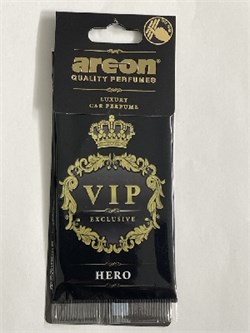 areon
QUALITY PERFUMES
LUXURY
CAR PERFUME
VIP
EXCLUSIVE
HERO